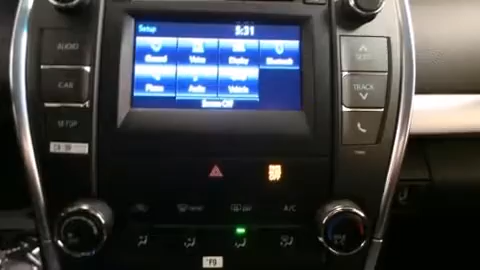 Setup 5:31
General Voice Display Bluetooth
Phone Audio Vehicle
Screen Off
AUDIO
CAR
SETUP
SEEK
TRACK
A/C